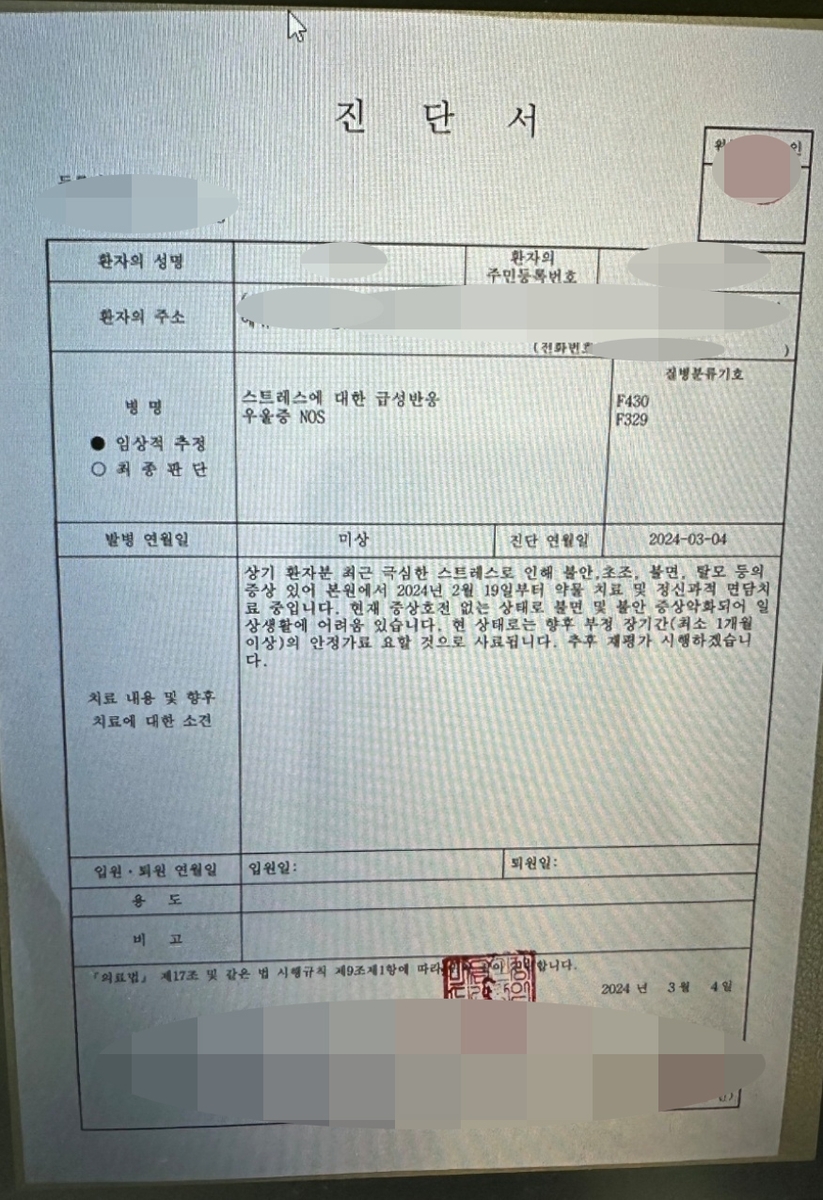 진 단 서
환자의 성명
환자의
주민등록번호
환자의 주소
(전화번호 )
병 명
● 임상적 추정
○ 최 종 판 단
스트레스에 대한 급성반응
우울증 NOS
질병분류기호
F430
F329
발병 연월일 미상 진단 연월일 2024-03-04
치료 내용 및 향후
치료에 대한 소견
상기 환자분 최근 극심한 스트레스로 인해 불안,초조, 불면, 탈모 등의
증상 있어 본원에서 2024년 2월 19일부터 약물 치료 및 정신과적 면담치
료 중입니다. 현재 증상호전 없는 상태로 불면 및 불안 증상악화되어 일
상생활에 어려움 있습니다. 현 상태로는 향후 부정 장기간(최소 1개월
이상)의 안정가료 요할 것으로 사료됩니다. 추후 재평가 시행하겠습니
다.
입원·퇴원 연월일 입원일: 퇴원일:
용 도
비 고
「의료법」 제17조 및 같은 법 시행규칙 제9조제1항에 따라 합니다.
2024 년 3 월 4 일